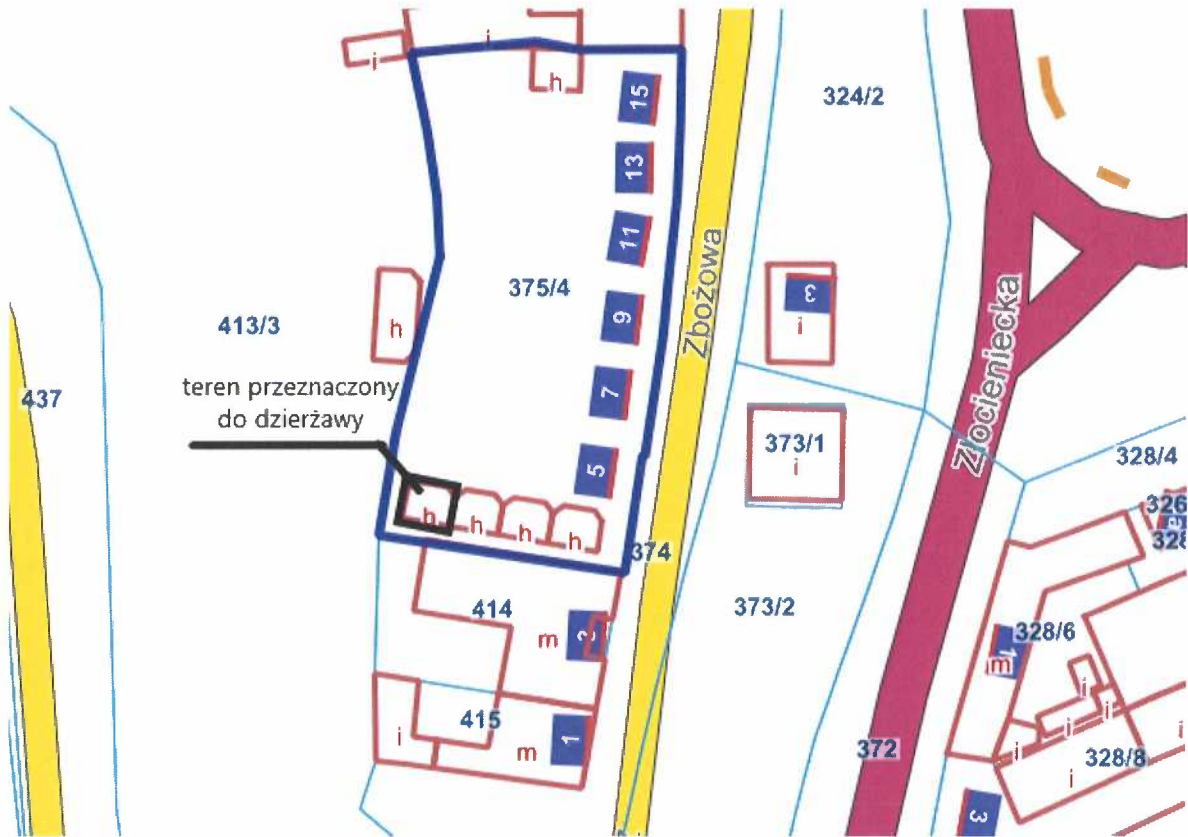 i
i
h
15
324/2
13
11
375/4
Zbożowa
3
413/3
h
9
i
teren przeznaczony
do dzierżawy
437
7
Złocieniecka
373/1
i
328/4
5
h
h
h
h
326
328
374
414
373/2
m
328/6
1
m
i
415
i
m
1
372
i
i
i
328/8
i
i
3